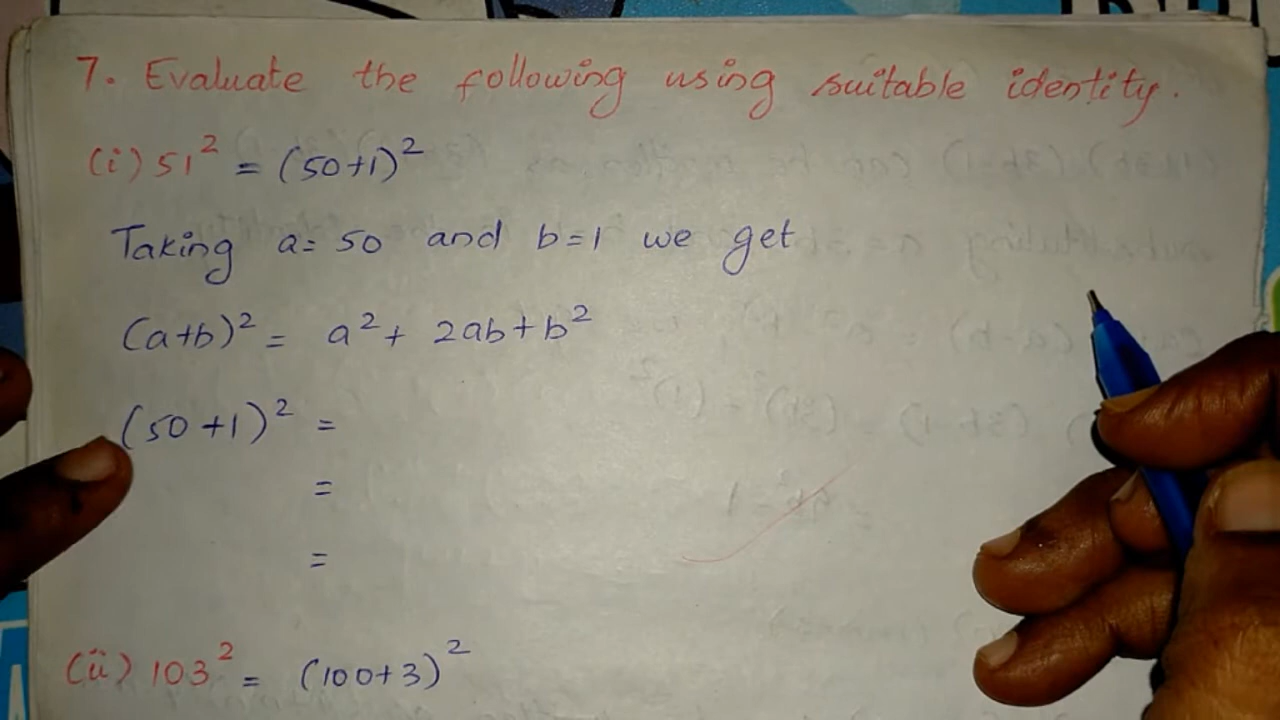 7. Evaluate the following using suitable identity.
(i) 51² = (50+1)²
Taking a= 50 and b=1 we get
(a+b)² = a² + 2ab + b²
(50+1)² =
=
=
(ii) 103² = (100+3)²